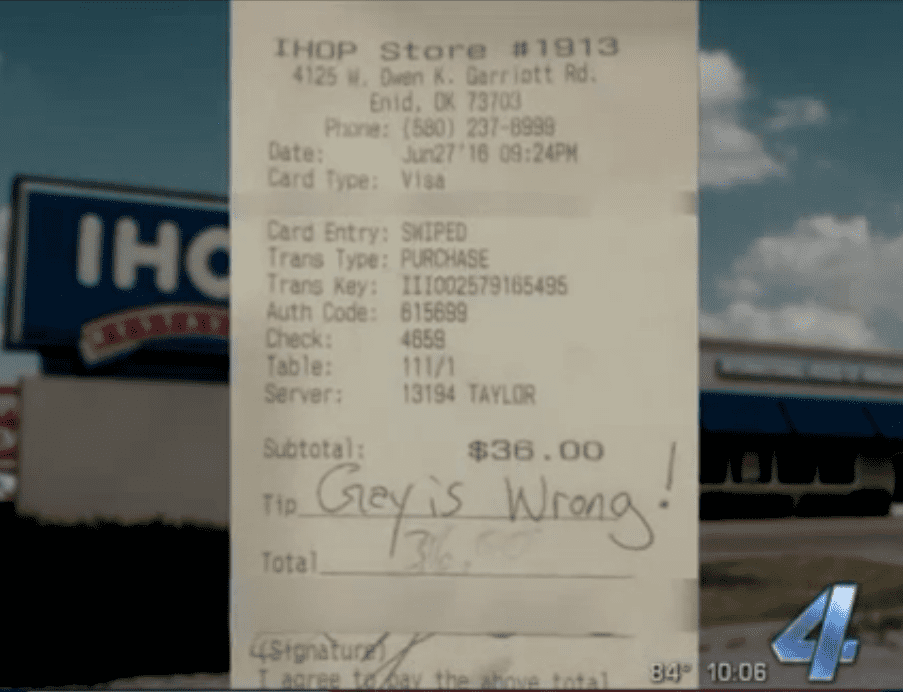 IHOP Store #1913
4125 W. Owen K. Garriott Rd.
Enid, OK 73703
Phone: (580) 237-8999
Date: Jun27'16 09:24PM
Card Type: Visa
Card Entry: SWIPED
Trans Type: PURCHASE
Trans Key: III002579165495
Auth Code: 615699
Check: 4659
Table: 111/1
Server: 13194 TAYLOR
Subtotal: $36.00
Tip Gay is Wrong!
Total 36.00
(Signature)
I agree to pay the above total
IHO
84° 10:06
4